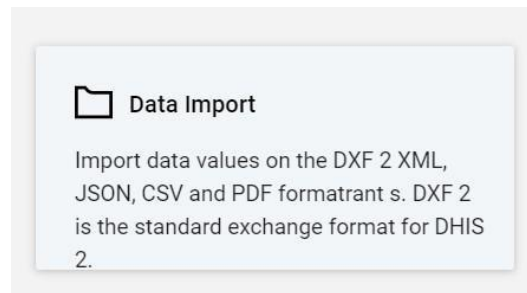 Data Import
Import data values on the DXF 2 XML,
JSON, CSV and PDF formatrant s. DXF 2
is the standard exchange format for DHIS
2.